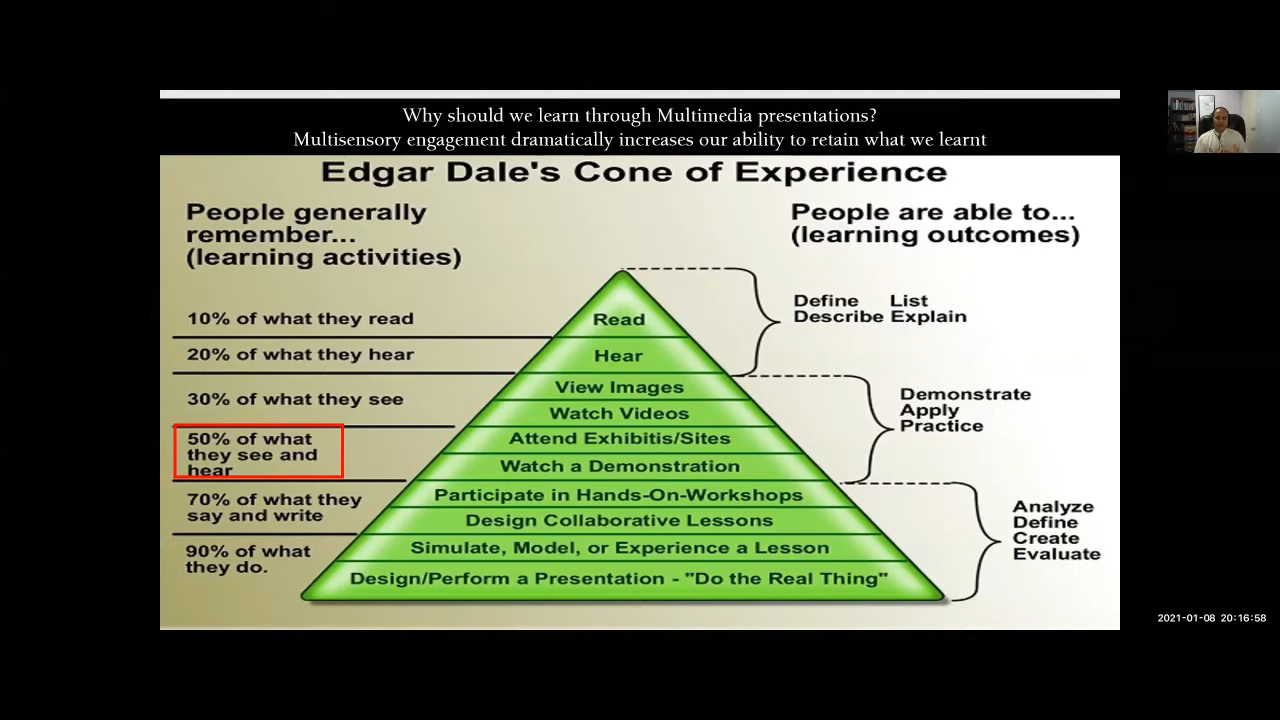 Why should we learn through Multimedia presentations?
Multisensory engagement dramatically increases our ability to retain what we learnt
Edgar Dale's Cone of Experience
People generally
remember...
(learning activities)
People are able to...
(learning outcomes)
10% of what they read
20% of what they hear
30% of what they see
50% of what
they see and
hear
70% of what they
say and write
90% of what
they do.
Read
Hear
View Images
Watch Videos
Attend Exhibitis/Sites
Watch a Demonstration
Participate in Hands-On-Workshops
Design Collaborative Lessons
Simulate, Model, or Experience a Lesson
Design/Perform a Presentation - "Do the Real Thing"
Define List
Describe Explain
Demonstrate
Apply
Practice
Analyze
Define
Create
Evaluate
2021-01-08 20:16:58